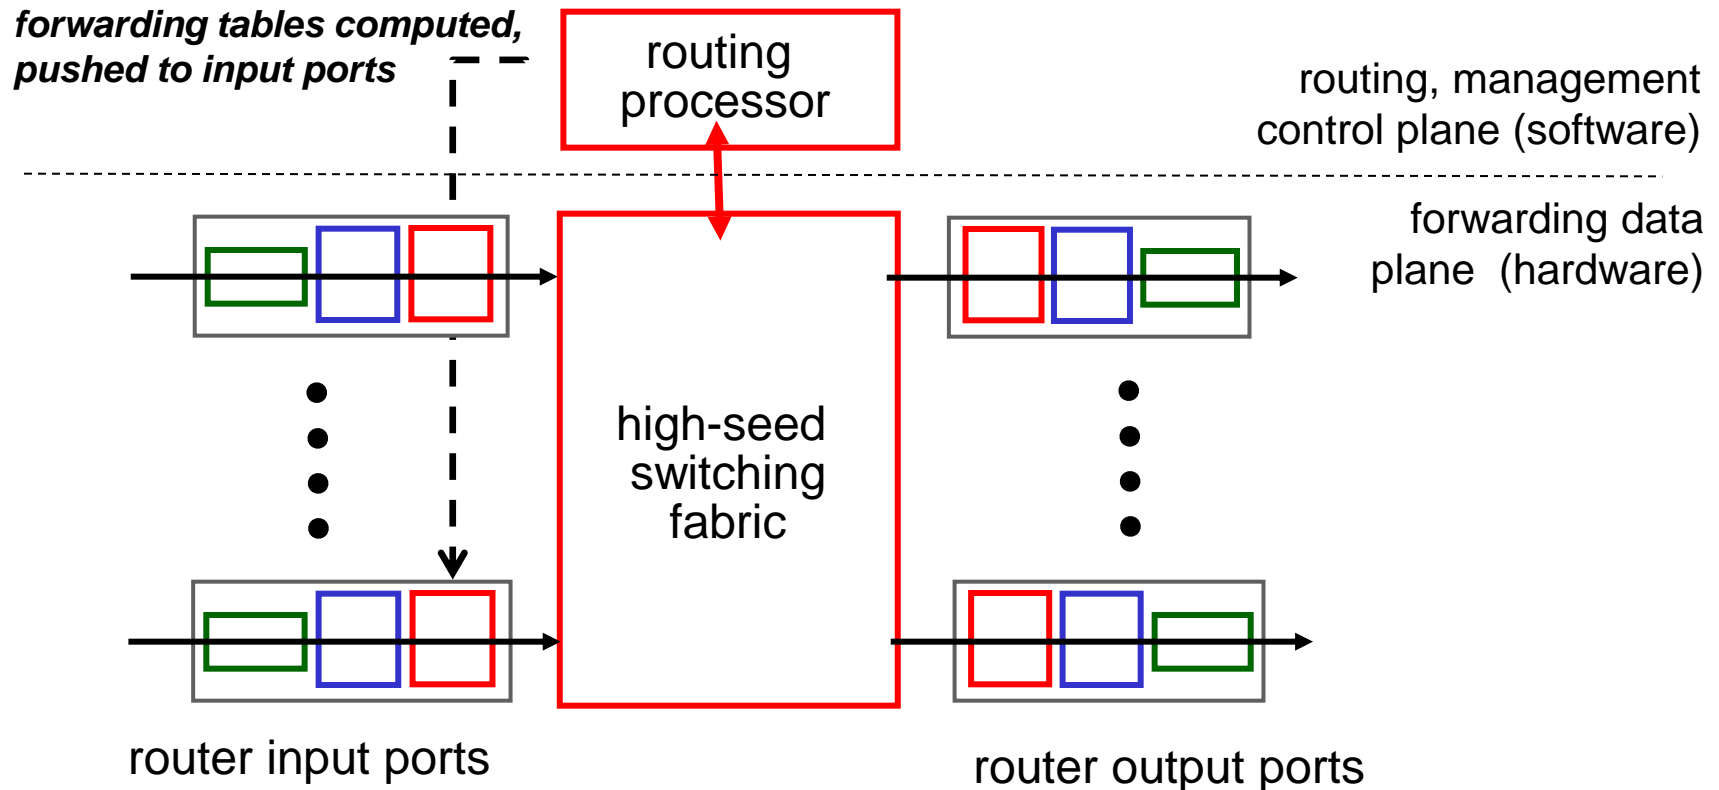 forwarding tables computed,
pushed to input ports
routing
processor
routing, management
control plane (software)
forwarding data
plane (hardware)
high-seed
switching
fabric
router input ports
router output ports